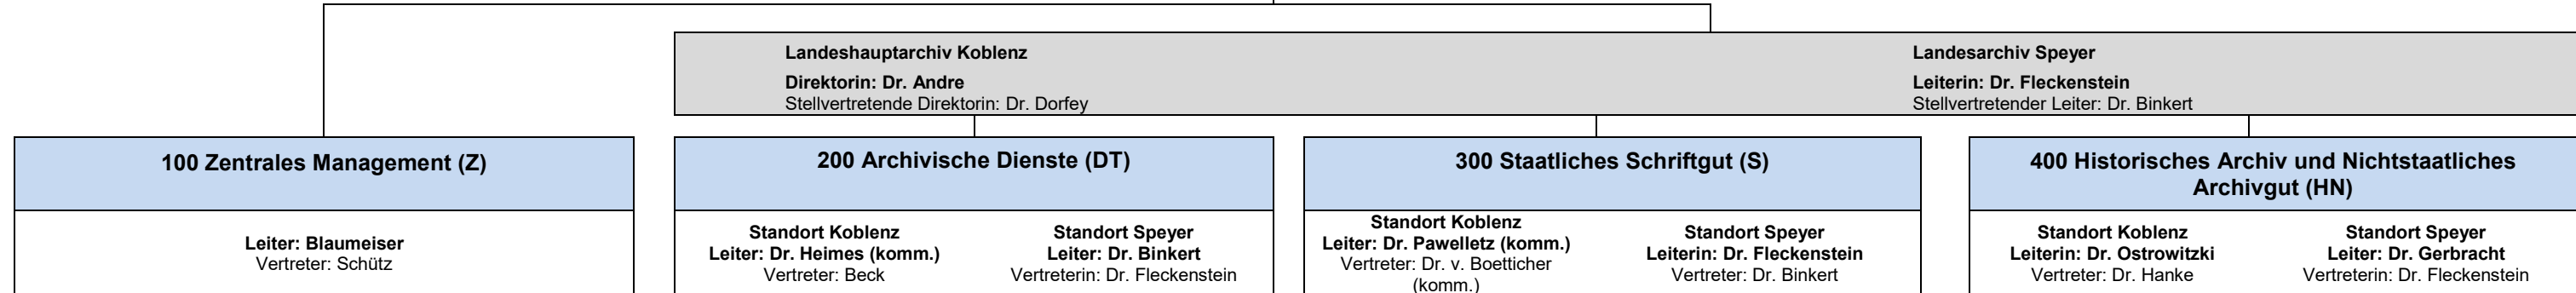 Landeshauptarchiv Koblenz
Direktorin: Dr. Andre
Stellvertretende Direktorin: Dr. Dorfey
Landesarchiv Speyer
Leiterin: Dr. Fleckenstein
Stellvertretender Leiter: Dr. Binkert
100 Zentrales Management (Z)
Leiter: Blaumeiser
Vertreter: Schütz
200 Archivische Dienste (DT)
Standort Koblenz
Leiter: Dr. Heimes (komm.)
Vertreter: Beck
Standort Speyer
Leiter: Dr. Binkert
Vertreterin: Dr. Fleckenstein
300 Staatliches Schriftgut (S)
Standort Koblenz
Leiter: Dr. Pawelletz (komm.)
Vertreter: Dr. v. Boetticher
(komm.)
Standort Speyer
Leiterin: Dr. Fleckenstein
Vertreter: Dr. Binkert
400 Historisches Archiv und Nichtstaatliches
Archivgut (HN)
Standort Koblenz
Leiterin: Dr. Ostrowitzki
Vertreter: Dr. Hanke
Standort Speyer
Leiter: Dr. Gerbracht
Vertreterin: Dr. Fleckenstein